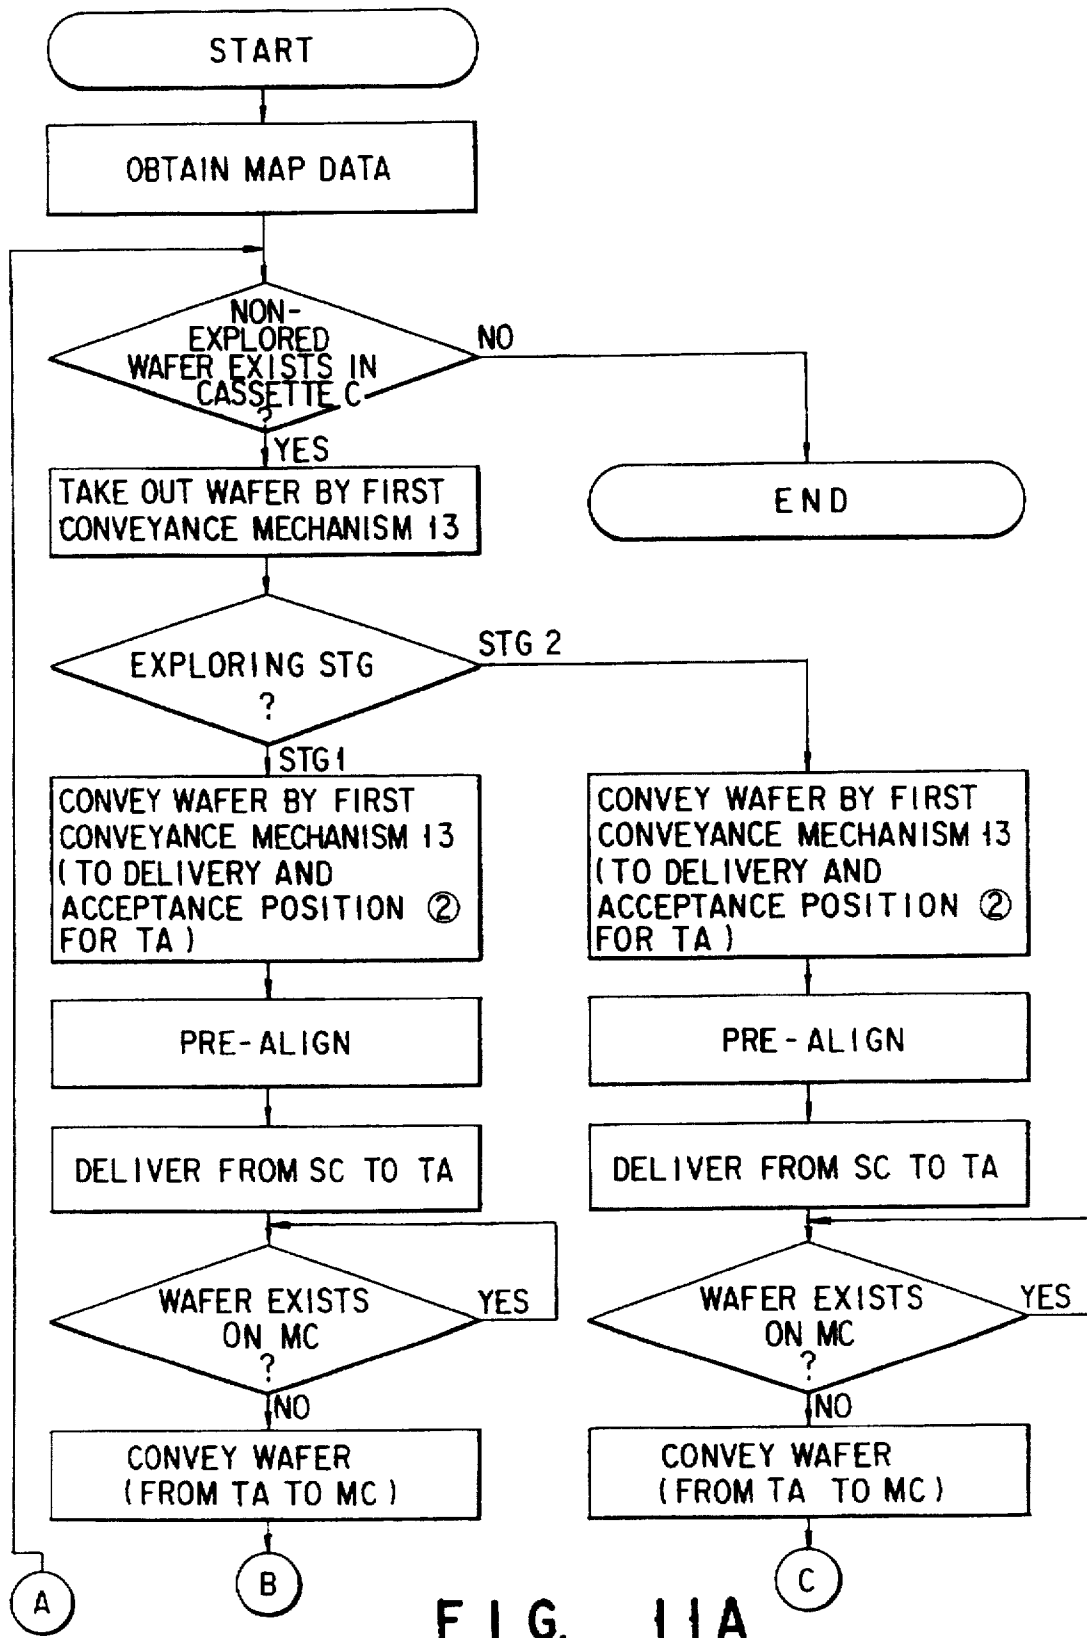 START
OBTAIN MAP DATA
NON-
EXPLORED
WAFER EXISTS IN
CASSETTE C
?
NO
YES
TAKE OUT WAFER BY FIRST
CONVEYANCE MECHANISM 13
END
EXPLORING STG
?
STG 2
STG1
CONVEY WAFER BY FIRST
CONVEYANCE MECHANISM 13
(TO DELIVERY AND
ACCEPTANCE POSITION ②
FOR TA)
CONVEY WAFER BY FIRST
CONVEYANCE MECHANISM 13
(TO DELIVERY AND
ACCEPTANCE POSITION ②
FOR TA)
PRE-ALIGN
PRE-ALIGN
DELIVER FROM SC TO TA
DELIVER FROM SC TO TA
WAFER EXISTS
ON MC
?
YES
NO
WAFER EXISTS
ON MC
?
YES
NO
CONVEY WAFER
(FROM TA TO MC)
CONVEY WAFER
(FROM TA TO MC)
A
B
C
FIG. 11A